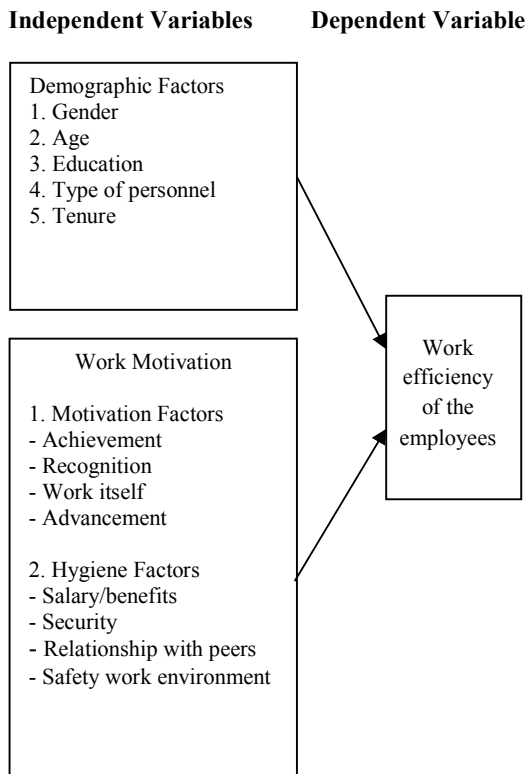 Independent Variables
Dependent Variable
Demographic Factors
1. Gender
2. Age
3. Education
4. Type of personnel
5. Tenure
Work Motivation
1. Motivation Factors
- Achievement
- Recognition
- Work itself
- Advancement
2. Hygiene Factors
- Salary/benefits
- Security
- Relationship with peers
- Safety work environment
Work
efficiency
of the
employees